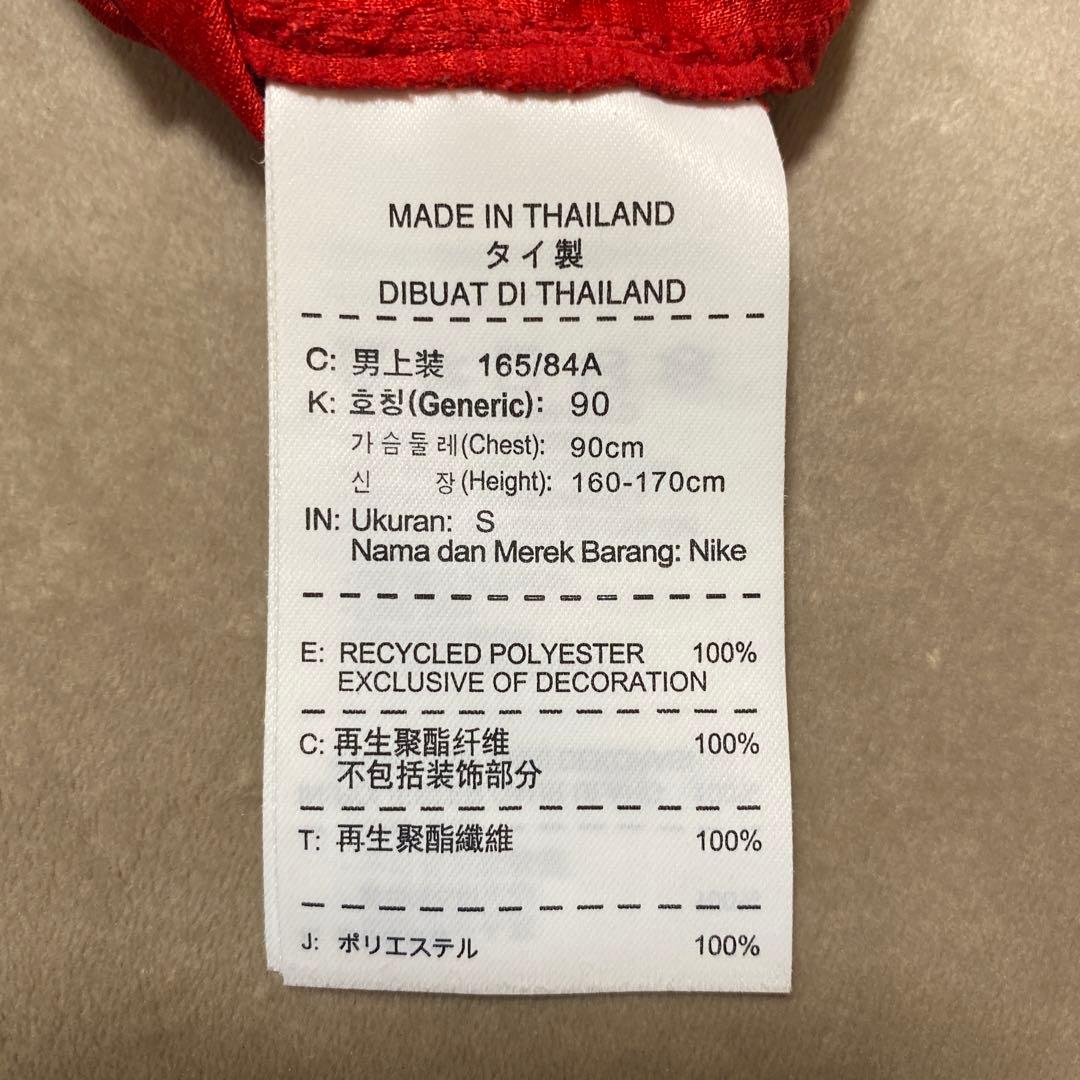 MADE IN THAILAND
タイ製
DIBUAT DI THAILAND
C: 男上装 165/84A
K: 호칭(Generic): 90
가슴둘레(Chest): 90cm
신 장(Height): 160-170cm
IN: Ukuran: S
Nama dan Merek Barang: Nike
E: RECYCLED POLYESTER 100%
EXCLUSIVE OF DECORATION
C: 再生聚酯纤维 100%
不包括装饰部分
T: 再生聚酯纖維 100%
J: ポリエステル 100%